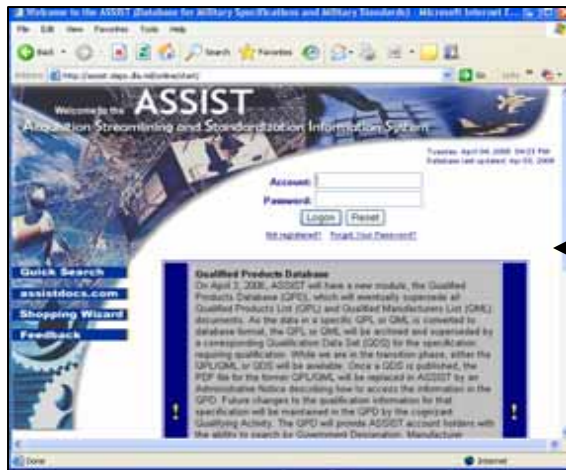 Welcome to the ASSIST (Database for Military Specifications and Military Standards) - Microsoft Internet E...
File Edit View Favorites Tools Help
Back Search Favorites
Go Links
Welcome to the ASSIST
Acquisition Streamlining and Standardization Information System
Tuesday, April 04, 2006
Database last updated: Apr 03, 2006
Account:
Password:
Logon Reset
Not registered? Forgot Your Password?
Quick Search
assistdocs.com
Shopping Wizard
Feedback
Qualified Products Database
On April 3, 2006, ASSIST will have a new module, the Qualified
Products Database (QPD), which will eventually supersede all
Qualified Products List (QPL) and Qualified Manufacturers List (QML)
documents. As the data in a specific QPL or QML is converted to
database format, the QPL or QML will be archived and superseded by
a corresponding Qualification Data Set (QDS) for the specification
requiring qualification. While we are in the transition phase, either the
QPL/QML or QDS will be available. Once a QDS is published, the
PDF file for the former QPL/QML will be replaced in ASSIST by an
Administrative Notice describing how to access the information in the
QPD. Future changes to the qualification information for that
specification will be maintained in the QPD by the cognizant
Qualifying Activity. The QPD will provide ASSIST account holders with
the ability to search by Government Designation, Manufacturer
! !
Done Internet